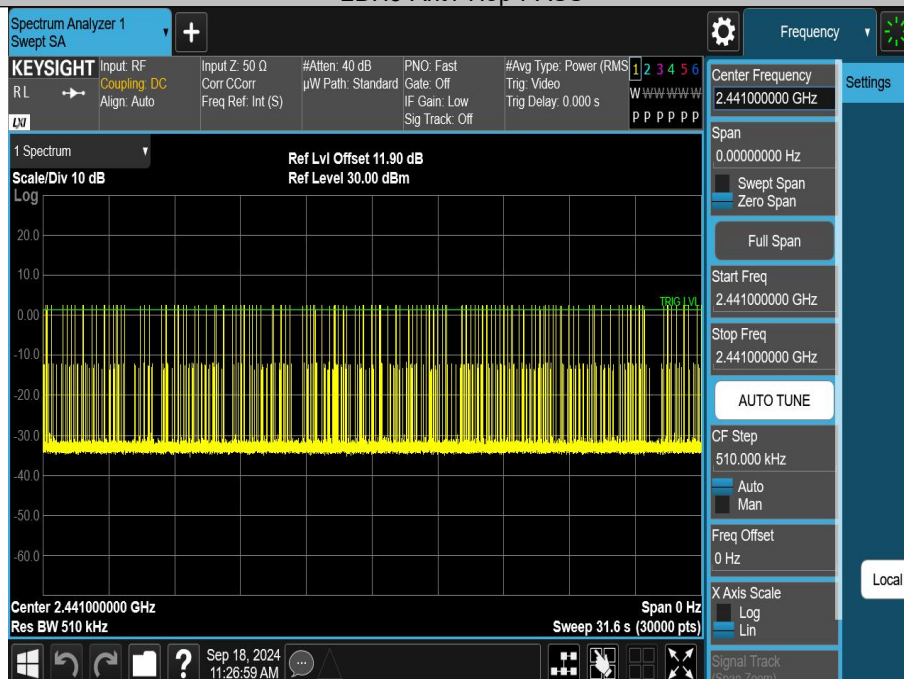 Spectrum Analyzer 1
Swept SA
Frequency
KEYSIGHT
R L
LXI
Input: RF
Coupling: DC
Align: Auto
Input Z: 50 Ω
Corr CCorr
Freq Ref: Int (S)
#Atten: 40 dB
µW Path: Standard
PNO: Fast
Gate: Off
IF Gain: Low
Sig Track: Off
#Avg Type: Power (RMS
Trig: Video
Trig Delay: 0.000 s
1 2 3 4 5 6
W W W W W W
P P P P P P
Center Frequency
2.441000000 GHz
Settings
Span
0.00000000 Hz
Swept Span
Zero Span
Full Span
Start Freq
2.441000000 GHz
Stop Freq
2.441000000 GHz
AUTO TUNE
CF Step
510.000 kHz
Auto
Man
Freq Offset
0 Hz
X Axis Scale
Log
Lin
Signal Track
(Span Zoom)
Local
1 Spectrum
Scale/Div 10 dB
Ref Lvl Offset 11.90 dB
Ref Level 30.00 dBm
Log
20.0
10.0
TRIG LVL
0.00
-10.0
-20.0
-30.0
-40.0
-50.0
-60.0
Center 2.441000000 GHz
Span 0 Hz
Res BW 510 kHz
Sweep 31.6 s (30000 pts)
?
Sep 18, 2024
11:26:59 AM